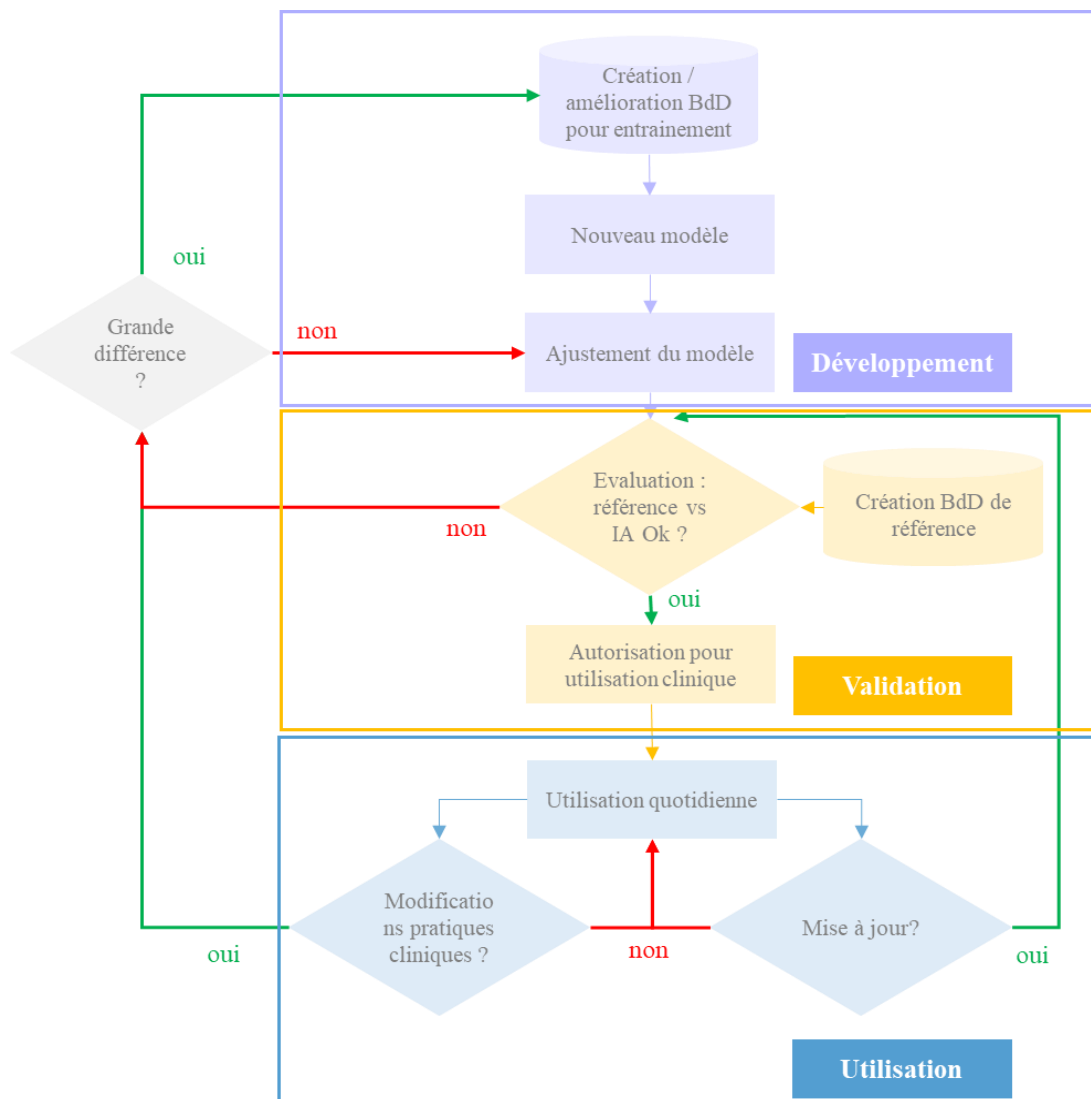 Création /
amélioration BdD
pour entrainement
Nouveau modèle
oui
Grande
différence
?
non
Ajustement du modèle
Développement
Evaluation :
référence vs
IA Ok ?
Création BdD de
référence
non
oui
Autorisation pour
utilisation clinique
Validation
Utilisation quotidienne
Modificatio
ns pratiques
cliniques ?
Mise à jour?
oui
non
oui
Utilisation